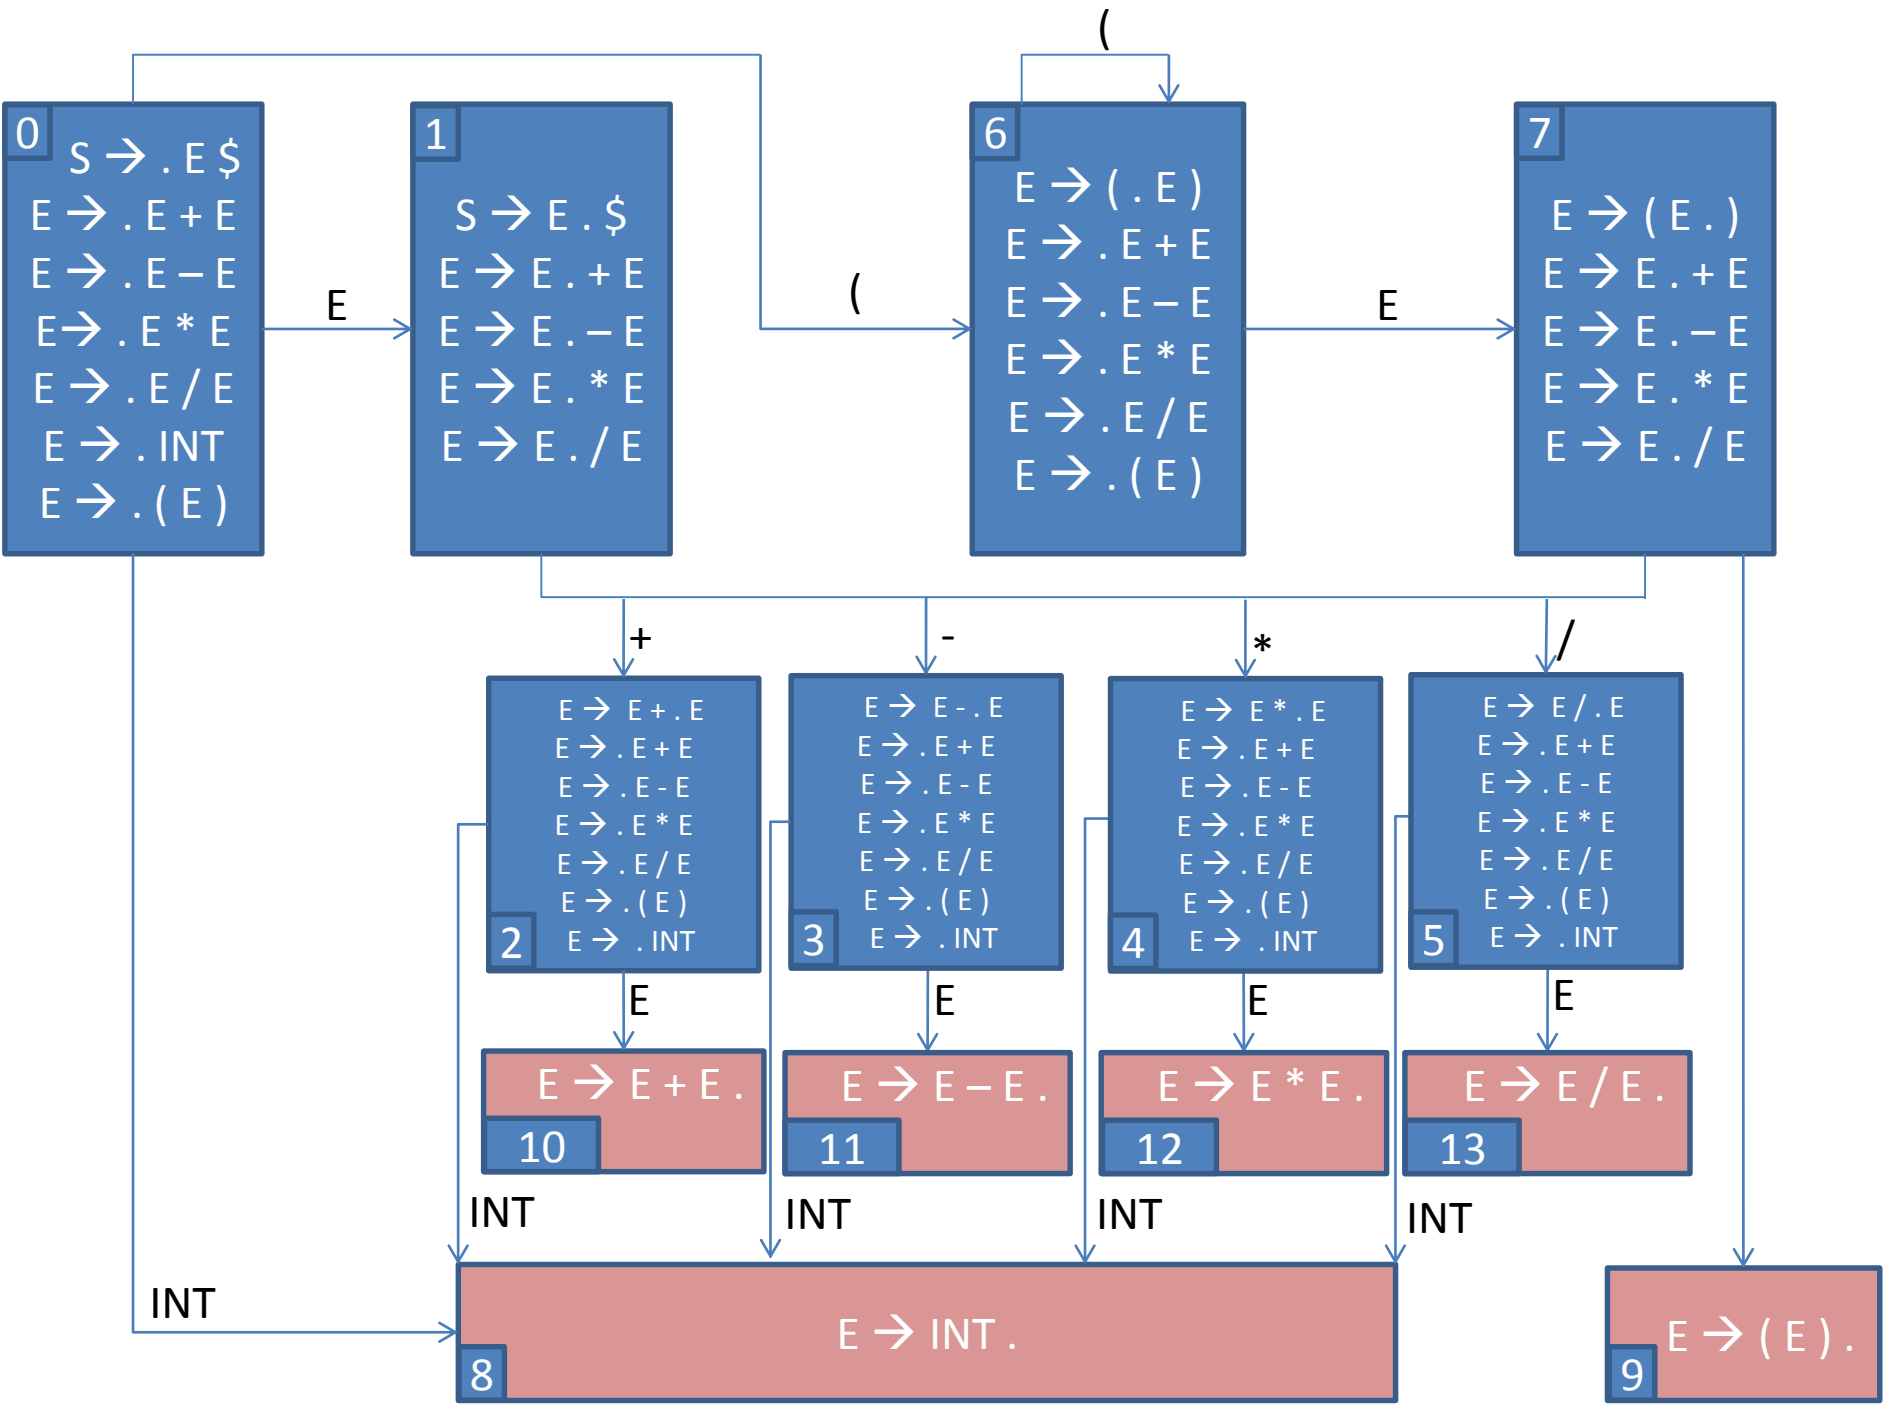 (
0
S → . E $
E → . E + E
E → . E – E
E → . E * E
E → . E / E
E → . INT
E → . ( E )
E
1
S → E . $
E → E . + E
E → E . – E
E → E . * E
E → E . / E
(
6
E → ( . E )
E → . E + E
E → . E – E
E → . E * E
E → . E / E
E → . ( E )
E
7
E → ( E . )
E → E . + E
E → E . – E
E → E . * E
E → E . / E
+
-
*
/
E → E + . E
E → . E + E
E → . E - E
E → . E * E
E → . E / E
E → . ( E )
E → . INT
2
E → E - . E
E → . E + E
E → . E - E
E → . E * E
E → . E / E
E → . ( E )
E → . INT
3
E → E * . E
E → . E + E
E → . E - E
E → . E * E
E → . E / E
E → . ( E )
E → . INT
4
E → E / . E
E → . E + E
E → . E - E
E → . E * E
E → . E / E
E → . ( E )
E → . INT
5
E
E
E
E
E → E + E .
10
E → E – E .
11
E → E * E .
12
E → E / E .
13
INT
INT
INT
INT
INT
E → INT .
8
E → ( E ) .
9